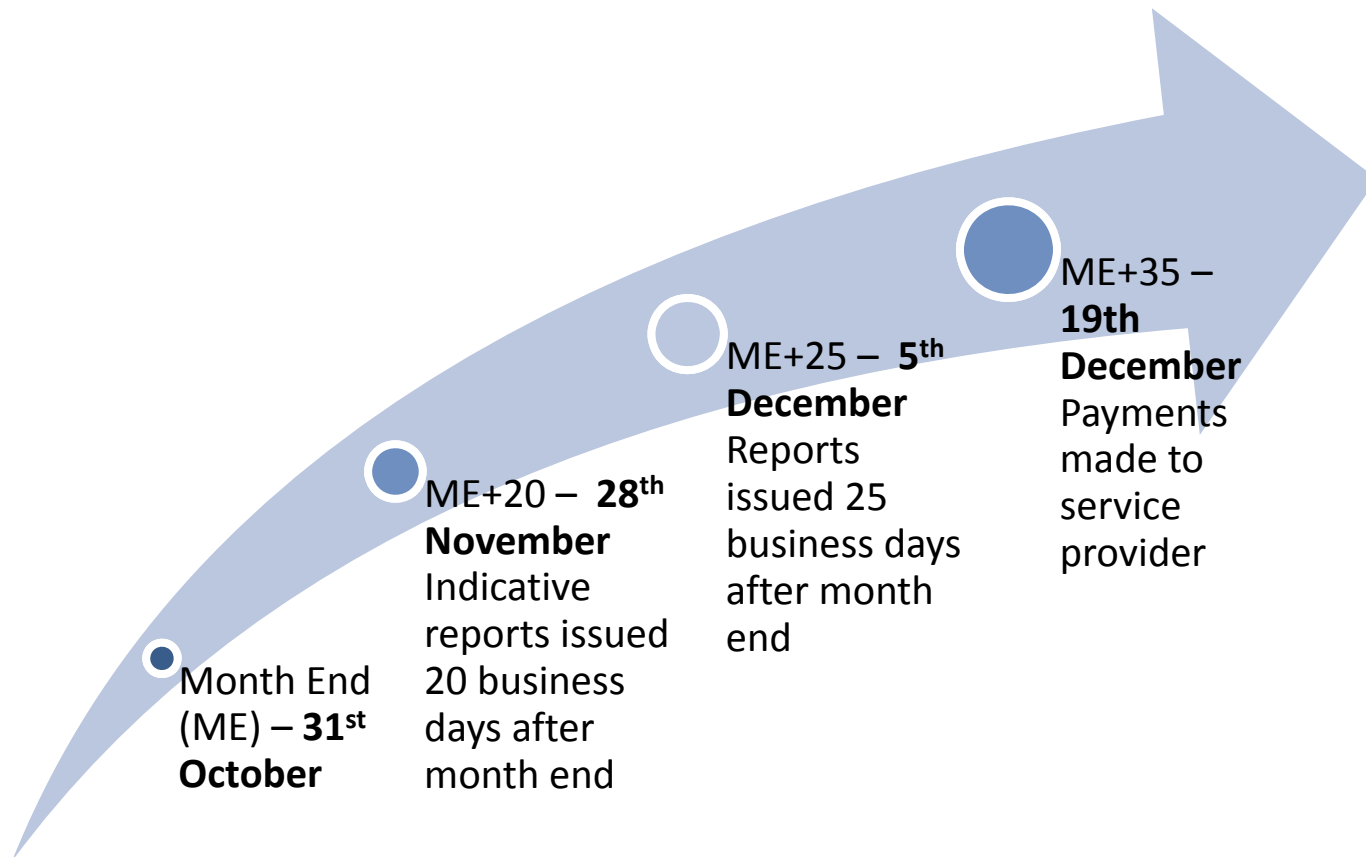 Month End
(ME) – 31st
October
ME+20 – 28th
November
Indicative
reports issued
20 business
days after
month end
ME+25 – 5th
December
Reports
issued 25
business days
after month
end
ME+35 –
19th
December
Payments
made to
service
provider